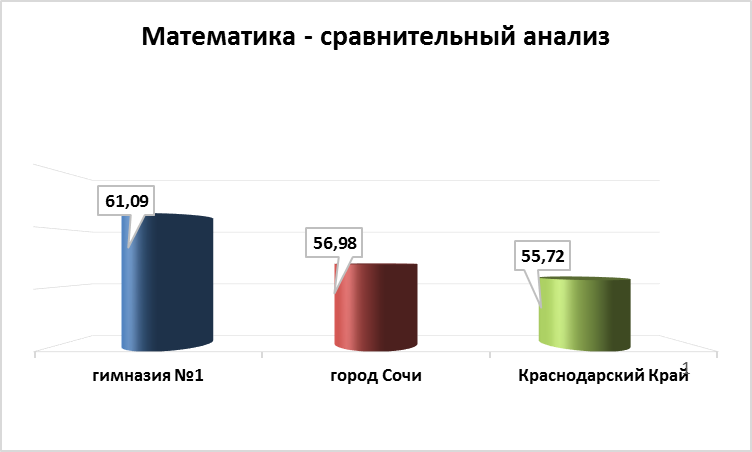 Математика - сравнительный анализ
61,09
56,98
55,72
гимназия №1
город Сочи
Краснодарский Край
1